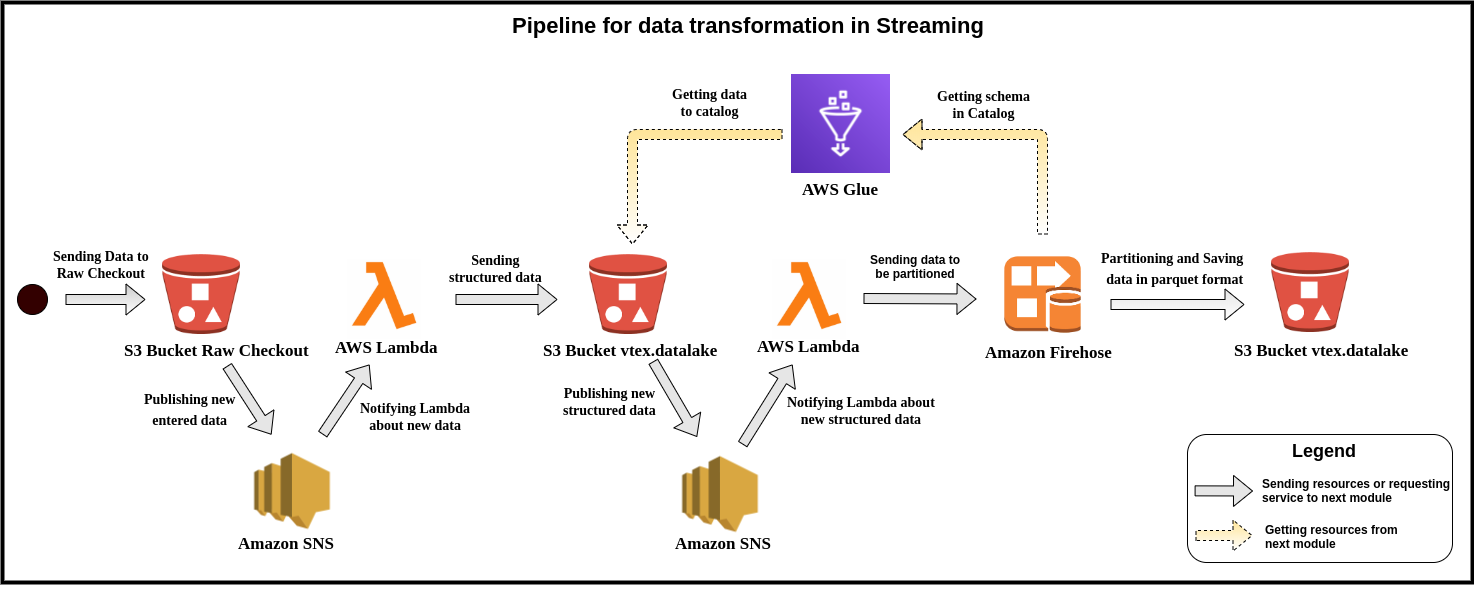 Pipeline for data transformation in Streaming
Getting data
to catalog
Getting schema
in Catalog
AWS Glue
Sending Data to
Raw Checkout
Sending
structured data
Sending data to
be partitioned
Partitioning and Saving
data in parquet format
S3 Bucket Raw Checkout
AWS Lambda
S3 Bucket vtex.datalake
AWS Lambda
Amazon Firehose
S3 Bucket vtex.datalake
Publishing new
entered data
Notifying Lambda
about new data
Publishing new
structured data
Notifying Lambda about
new structured data
Amazon SNS
Amazon SNS
Legend
Sending resources or requesting
service to next module
Getting resources from
next module